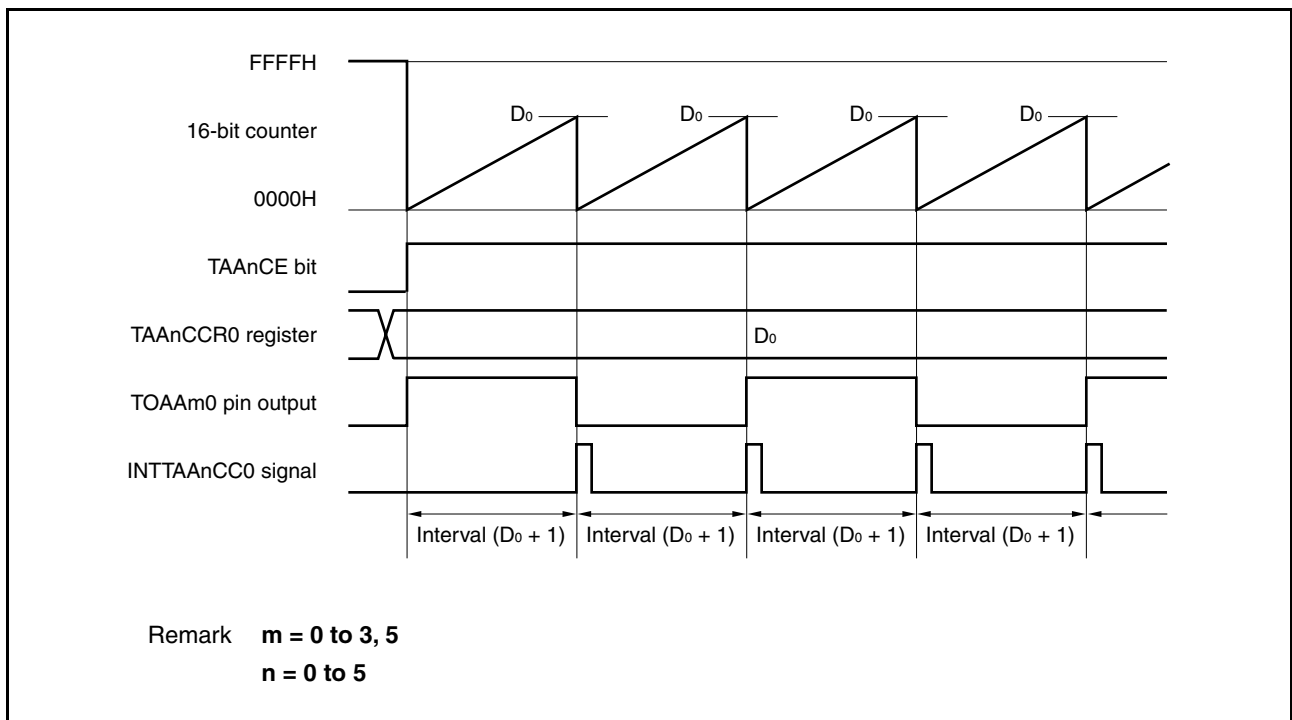 FFFFH
D0 D0 D0 D0
16-bit counter
0000H
TAAnCE bit
TAAnCCR0 register
D0
TOAAm0 pin output
INTTAAnCC0 signal
Interval (D0 + 1) Interval (D0 + 1) Interval (D0 + 1) Interval (D0 + 1)
Remark m = 0 to 3, 5
n = 0 to 5